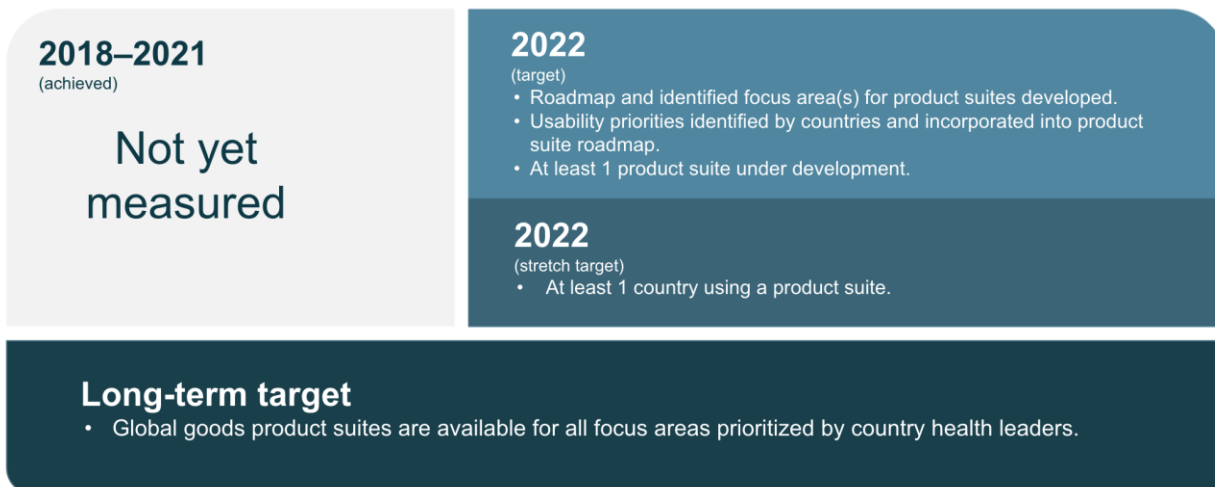 2018–2021
(achieved)
Not yet
measured
2022
(target)
• Roadmap and identified focus area(s) for product suites developed.
• Usability priorities identified by countries and incorporated into product
suite roadmap.
• At least 1 product suite under development.
2022
(stretch target)
• At least 1 country using a product suite.
Long-term target
• Global goods product suites are available for all focus areas prioritized by country health leaders.